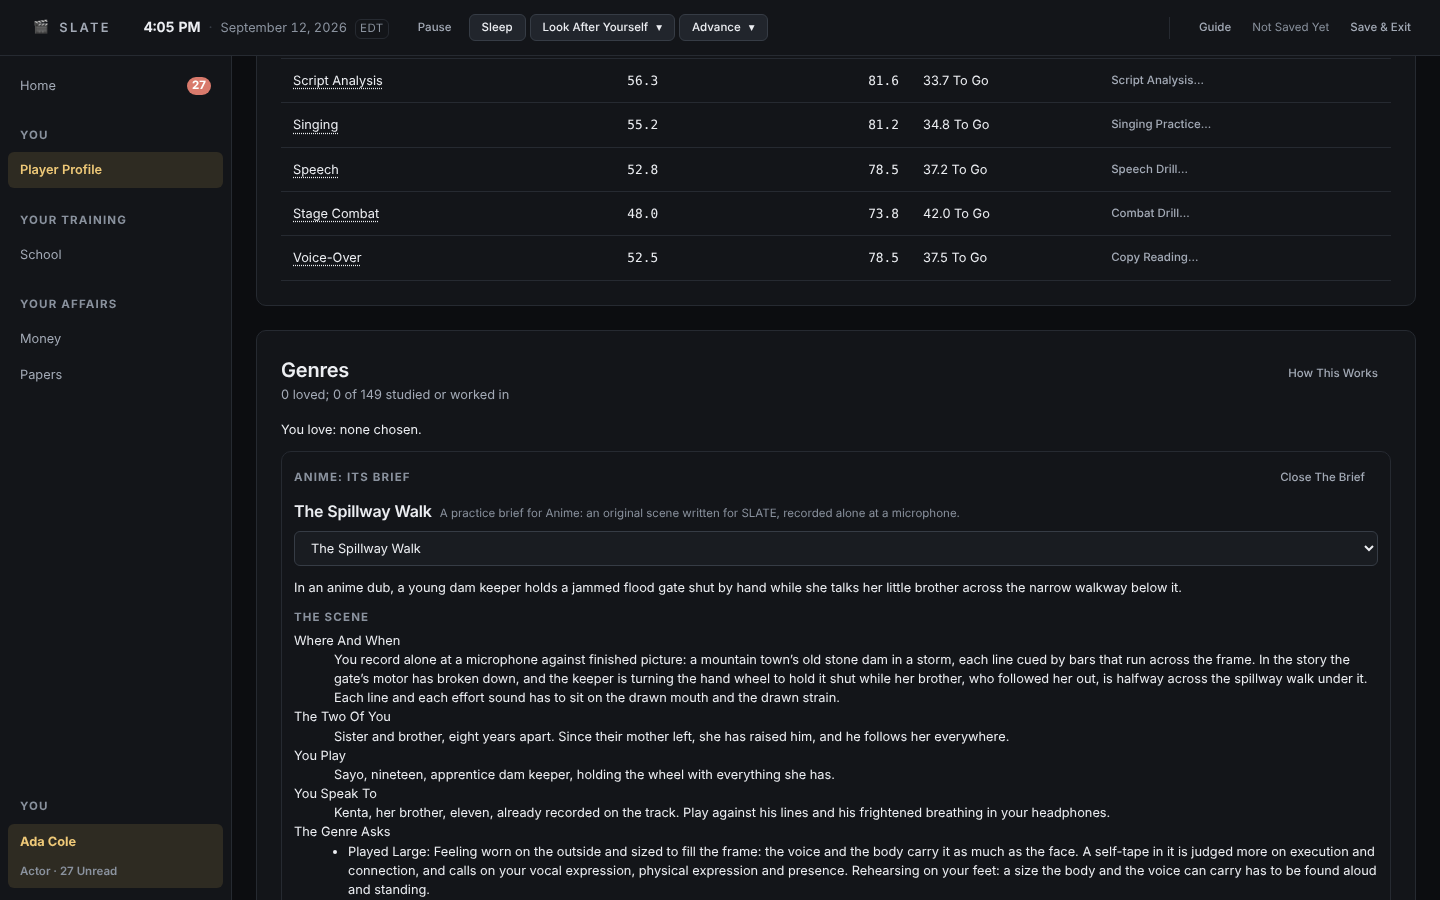 SLATE
4:05 PM · September 12, 2026 EDT
Pause
Sleep
Look After Yourself ▾
Advance ▾
Guide
Not Saved Yet
Save & Exit
Home
27
YOU
Player Profile
YOUR TRAINING
School
YOUR AFFAIRS
Money
Papers
YOU
Ada Cole
Actor · 27 Unread
Script Analysis 56.3 81.6 33.7 To Go Script Analysis...
Singing 55.2 81.2 34.8 To Go Singing Practice...
Speech 52.8 78.5 37.2 To Go Speech Drill...
Stage Combat 48.0 73.8 42.0 To Go Combat Drill...
Voice-Over 52.5 78.5 37.5 To Go Copy Reading...
Genres
How This Works
0 loved; 0 of 149 studied or worked in
You love: none chosen.
ANIME: ITS BRIEF
Close The Brief
The Spillway Walk A practice brief for Anime: an original scene written for SLATE, recorded alone at a microphone.
The Spillway Walk
In an anime dub, a young dam keeper holds a jammed flood gate shut by hand while she talks her little brother across the narrow walkway below it.
THE SCENE
Where And When
You record alone at a microphone against finished picture: a mountain town’s old stone dam in a storm, each line cued by bars that run across the frame. In the story the
gate’s motor has broken down, and the keeper is turning the hand wheel to hold it shut while her brother, who followed her out, is halfway across the spillway walk under it.
Each line and each effort sound has to sit on the drawn mouth and the drawn strain.
The Two Of You
Sister and brother, eight years apart. Since their mother left, she has raised him, and he follows her everywhere.
You Play
Sayo, nineteen, apprentice dam keeper, holding the wheel with everything she has.
You Speak To
Kenta, her brother, eleven, already recorded on the track. Play against his lines and his frightened breathing in your headphones.
The Genre Asks
• Played Large: Feeling worn on the outside and sized to fill the frame: the voice and the body carry it as much as the face. A self-tape in it is judged more on execution and
connection, and calls on your vocal expression, physical expression and presence. Rehearsing on your feet: a size the body and the voice can carry has to be found aloud
and standing.